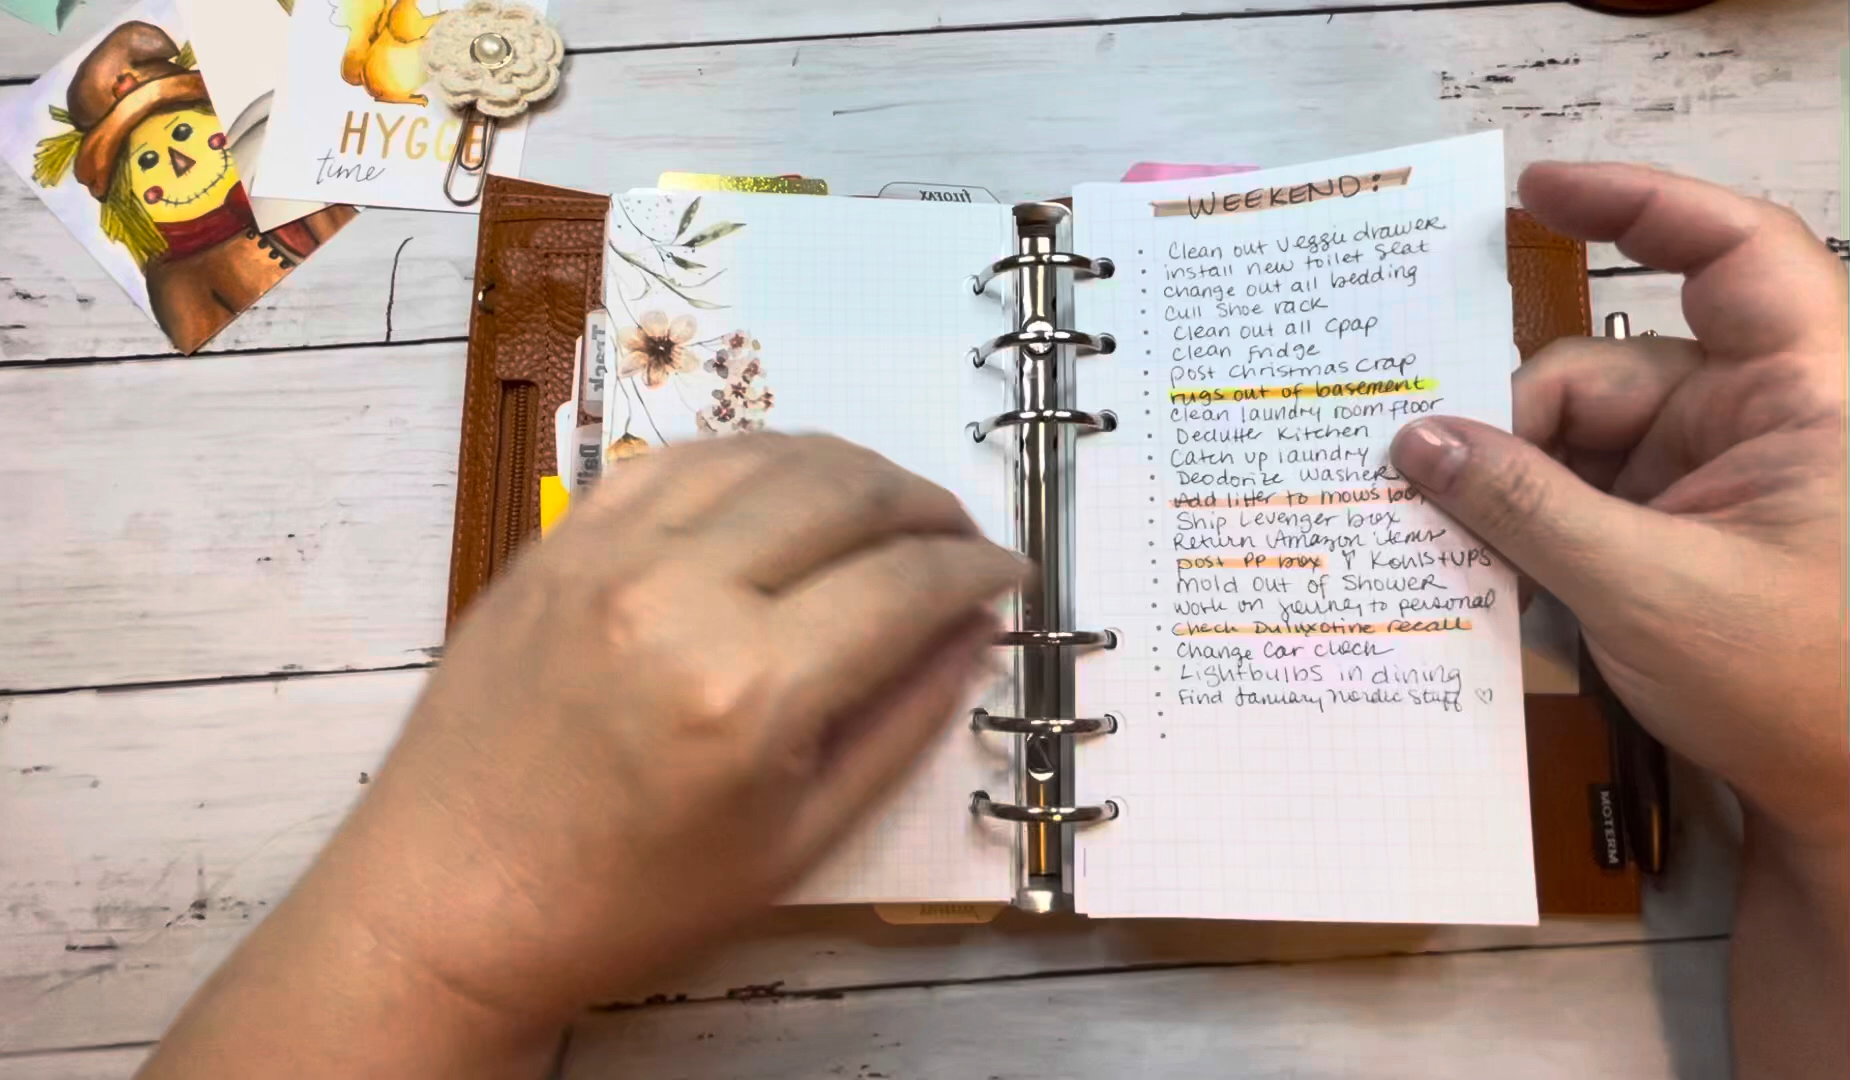 HYGGE
time
FILOFAX
Track
WEEKEND:
Clean out veggie drawer
install new toilet seat
change out all bedding
cull shoe rack
Clean out all cpap
clean fridge
post christmas crap
rugs out of basement
clean laundry room floor
Declutter Kitchen
Catch up laundry
Deodorize washer
Add litter to mows
Ship Levenger box
Return Amazon items
post PP box Kohls + UPS
mold out of shower
work on journey to personal
Check Duluxotine recall
Change Car Clock
Lightbulbs in dining
Find January Nordic Stuff ♡
MOTERM